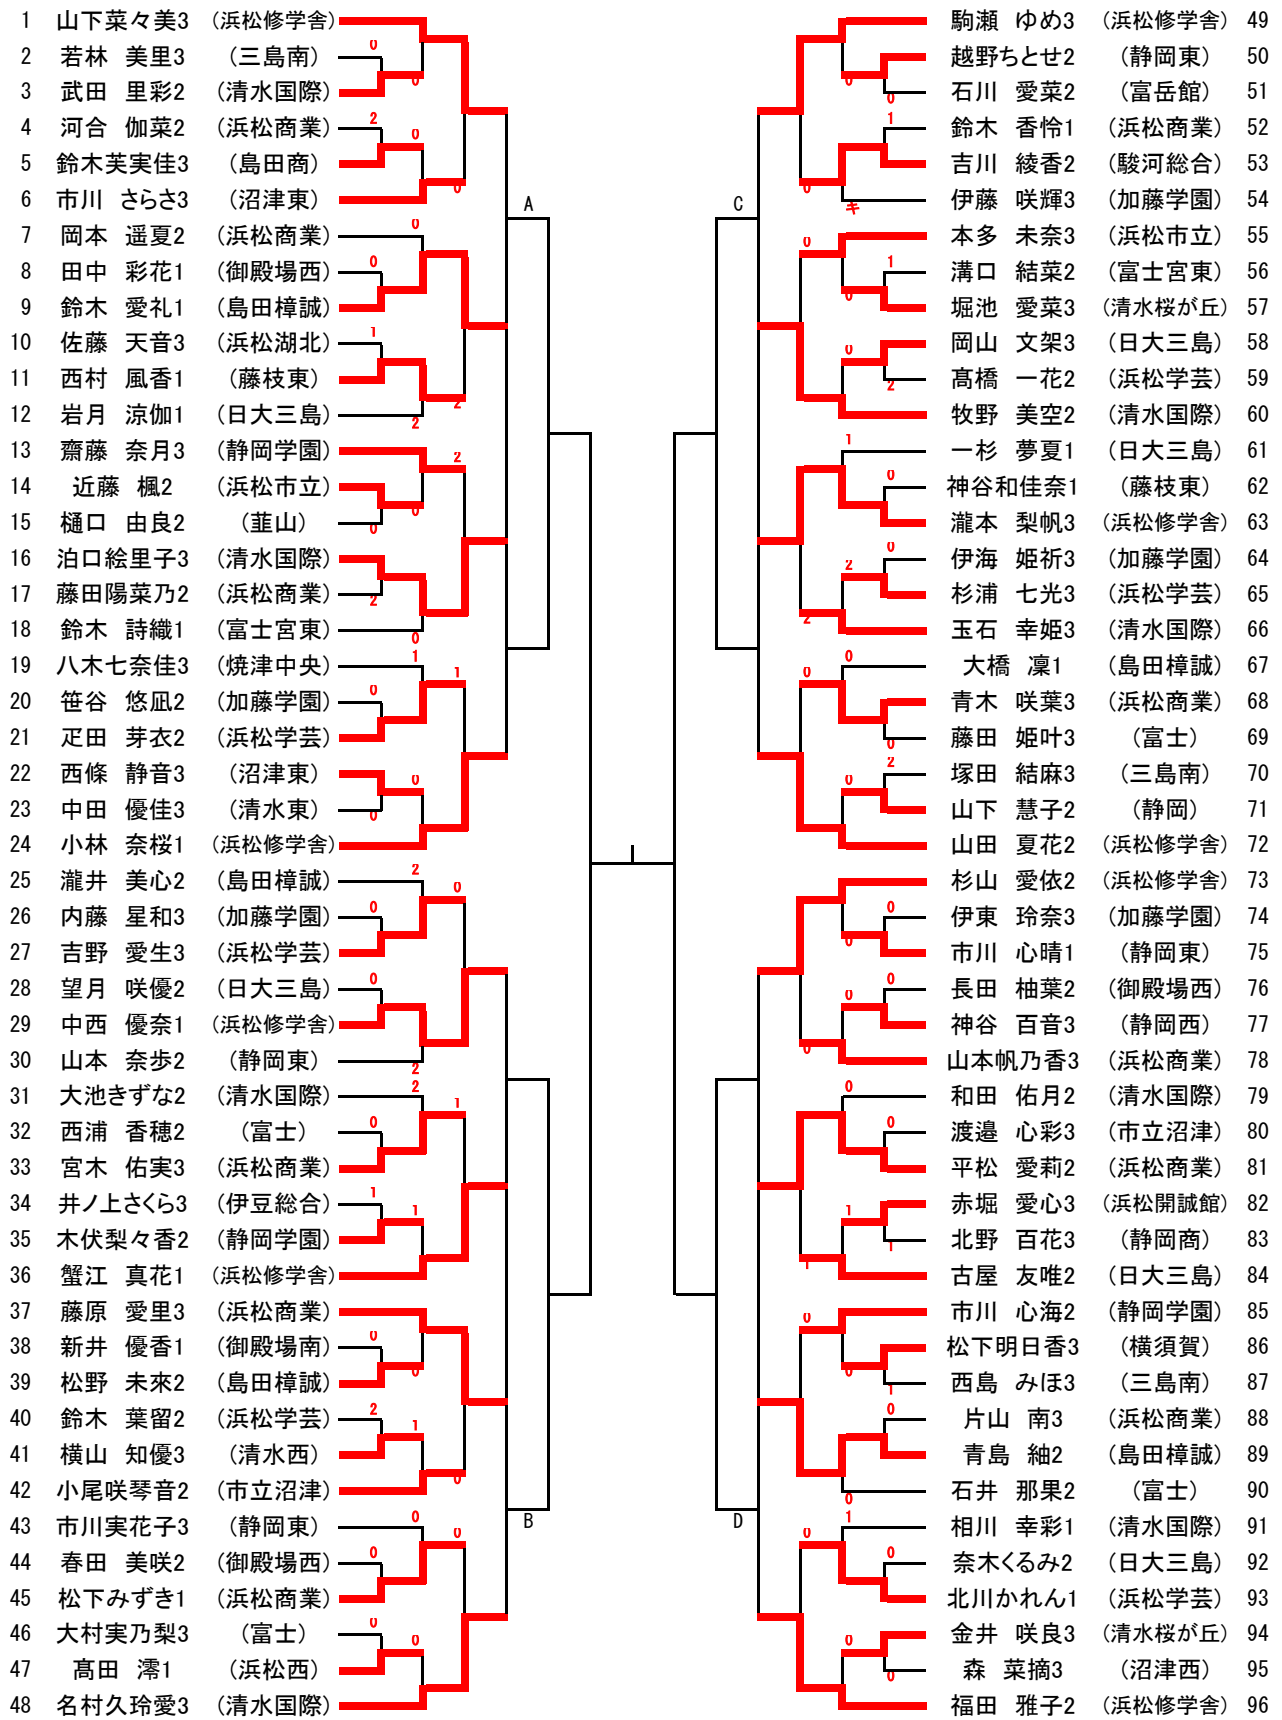 1 山下菜々美3 (浜松修学舎)
2 若林 美里3 (三島南)
3 武田 里彩2 (清水国際)
4 河合 伽菜2 (浜松商業)
5 鈴木芙実佳3 (島田商)
6 市川 さらさ3 (沼津東)
7 岡本 遥夏2 (浜松商業)
8 田中 彩花1 (御殿場西)
9 鈴木 愛礼1 (島田樟誠)
10 佐藤 天音3 (浜松湖北)
11 西村 風香1 (藤枝東)
12 岩月 涼伽1 (日大三島)
13 齋藤 奈月3 (静岡学園)
14 近藤 楓2 (浜松市立)
15 樋口 由良2 (韮山)
16 泊口絵里子3 (清水国際)
17 藤田陽菜乃2 (浜松商業)
18 鈴木 詩織1 (富士宮東)
19 八木七奈佳3 (焼津中央)
20 笹谷 悠凪2 (加藤学園)
21 疋田 芽衣2 (浜松学芸)
22 西條 静音3 (沼津東)
23 中田 優佳3 (清水東)
24 小林 奈桜1 (浜松修学舎)
25 瀧井 美心2 (島田樟誠)
26 内藤 星和3 (加藤学園)
27 吉野 愛生3 (浜松学芸)
28 望月 咲優2 (日大三島)
29 中西 優奈1 (浜松修学舎)
30 山本 奈歩2 (静岡東)
31 大池きずな2 (清水国際)
32 西浦 香穂2 (富士)
33 宮木 佑実3 (浜松商業)
34 井ノ上さくら3 (伊豆総合)
35 木伏梨々香2 (静岡学園)
36 蟹江 真花1 (浜松修学舎)
37 藤原 愛里3 (浜松商業)
38 新井 優香1 (御殿場南)
39 松野 未來2 (島田樟誠)
40 鈴木 葉留2 (浜松学芸)
41 横山 知優3 (清水西)
42 小尾咲琴音2 (市立沼津)
43 市川実花子3 (静岡東)
44 春田 美咲2 (御殿場西)
45 松下みずき1 (浜松商業)
46 大村実乃梨3 (富士)
47 髙田 澪1 (浜松西)
48 名村久玲愛3 (清水国際)
A
B
C
D
駒瀬 ゆめ3 (浜松修学舎) 49
越野ちとせ2 (静岡東) 50
石川 愛菜2 (富岳館) 51
鈴木 香怜1 (浜松商業) 52
吉川 綾香2 (駿河総合) 53
伊藤 咲輝3 (加藤学園) 54
本多 未奈3 (浜松市立) 55
溝口 結菜2 (富士宮東) 56
堀池 愛菜3 (清水桜が丘) 57
岡山 文架3 (日大三島) 58
髙橋 一花2 (浜松学芸) 59
牧野 美空2 (清水国際) 60
一杉 夢夏1 (日大三島) 61
神谷和佳奈1 (藤枝東) 62
瀧本 梨帆3 (浜松修学舎) 63
伊海 姫祈3 (加藤学園) 64
杉浦 七光3 (浜松学芸) 65
玉石 幸姫3 (清水国際) 66
大橋 凜1 (島田樟誠) 67
青木 咲葉3 (浜松商業) 68
藤田 姫叶3 (富士) 69
塚田 結麻3 (三島南) 70
山下 慧子2 (静岡) 71
山田 夏花2 (浜松修学舎) 72
杉山 愛依2 (浜松修学舎) 73
伊東 玲奈3 (加藤学園) 74
市川 心晴1 (静岡東) 75
長田 柚葉2 (御殿場西) 76
神谷 百音3 (静岡西) 77
山本帆乃香3 (浜松商業) 78
和田 佑月2 (清水国際) 79
渡邉 心彩3 (市立沼津) 80
平松 愛莉2 (浜松商業) 81
赤堀 愛心3 (浜松開誠館) 82
北野 百花3 (静岡商) 83
古屋 友唯2 (日大三島) 84
市川 心海2 (静岡学園) 85
松下明日香3 (横須賀) 86
西島 みほ3 (三島南) 87
片山 南3 (浜松商業) 88
青島 紬2 (島田樟誠) 89
石井 那果2 (富士) 90
相川 幸彩1 (清水国際) 91
奈木くるみ2 (日大三島) 92
北川かれん1 (浜松学芸) 93
金井 咲良3 (清水桜が丘) 94
森 菜摘3 (沼津西) 95
福田 雅子2 (浜松修学舎) 96